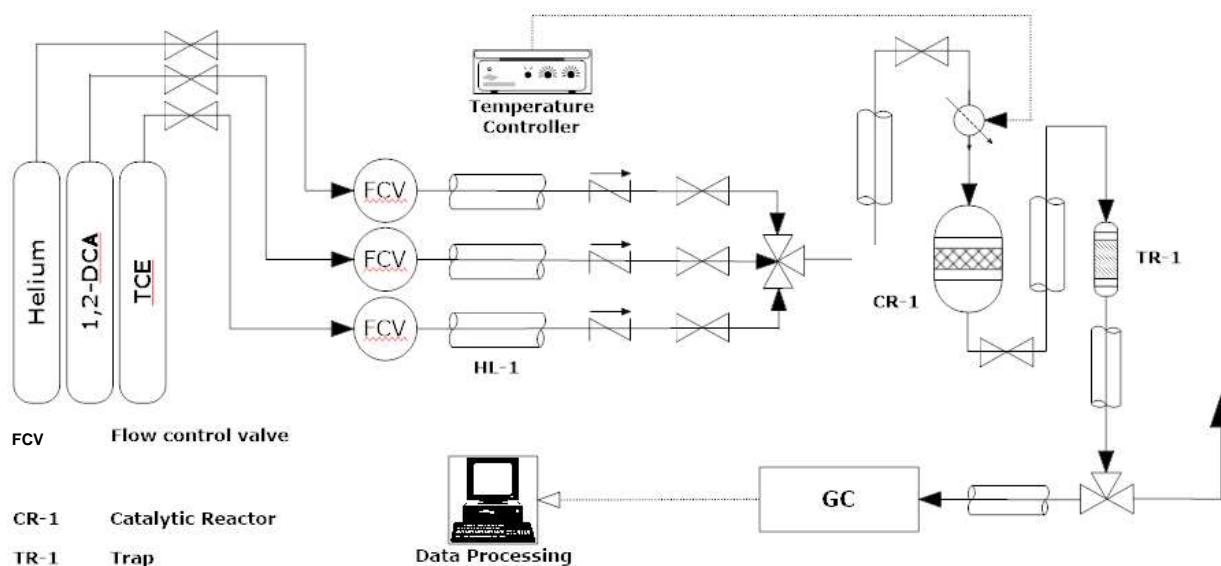 Temperature
Controller
Helium
1,2-DCA
TCE
FCV
FCV
FCV
HL-1
CR-1
TR-1
FCV Flow control valve
CR-1 Catalytic Reactor
TR-1 Trap
GC
Data Processing